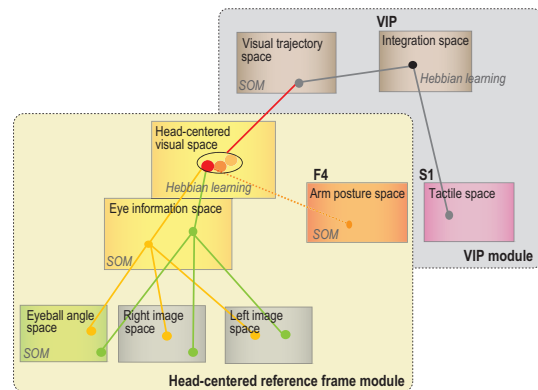 VIP
Visual trajectory
space
SOM
Integration space
Hebbian learning
Head-centered
visual space
Hebbian learning
F4
Arm posture space
SOM
S1
Tactile space
VIP module
Eye information space
SOM
Eyeball angle
space
SOM
Right image
space
Left image
space
Head-centered reference frame module